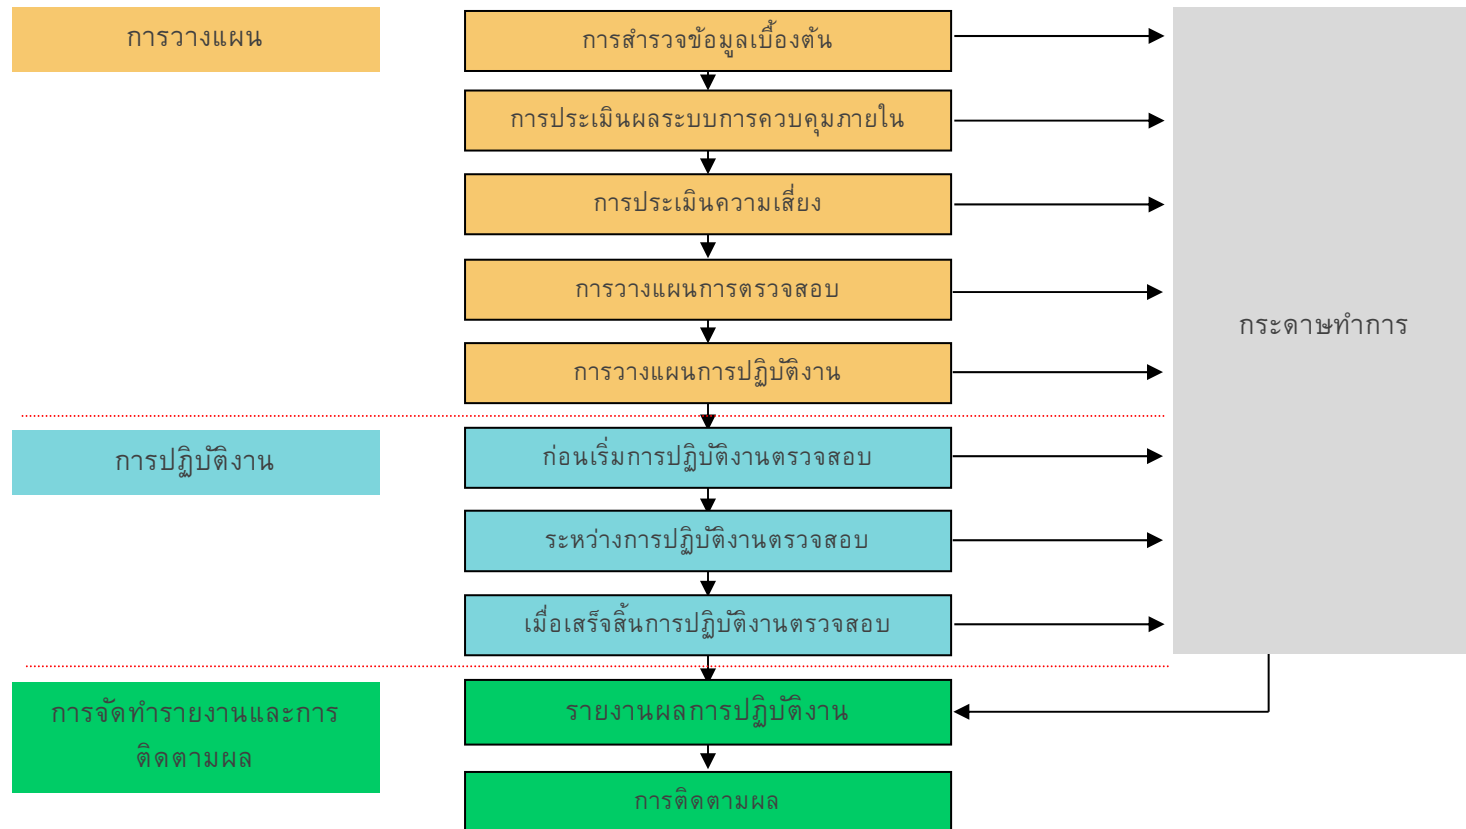 การวางแผน
การสำรวจข้อมูลเบื้องต้น
การประเมินผลระบบการควบคุมภายใน
การประเมินความเสี่ยง
การวางแผนการตรวจสอบ
การวางแผนการปฏิบัติงาน
กระดาษทำการ
การปฏิบัติงาน
ก่อนเริ่มการปฏิบัติงานตรวจสอบ
ระหว่างการปฏิบัติงานตรวจสอบ
เมื่อเสร็จสิ้นการปฏิบัติงานตรวจสอบ
การจัดทำรายงานและการ
ติดตามผล
รายงานผลการปฏิบัติงาน
การติดตามผล